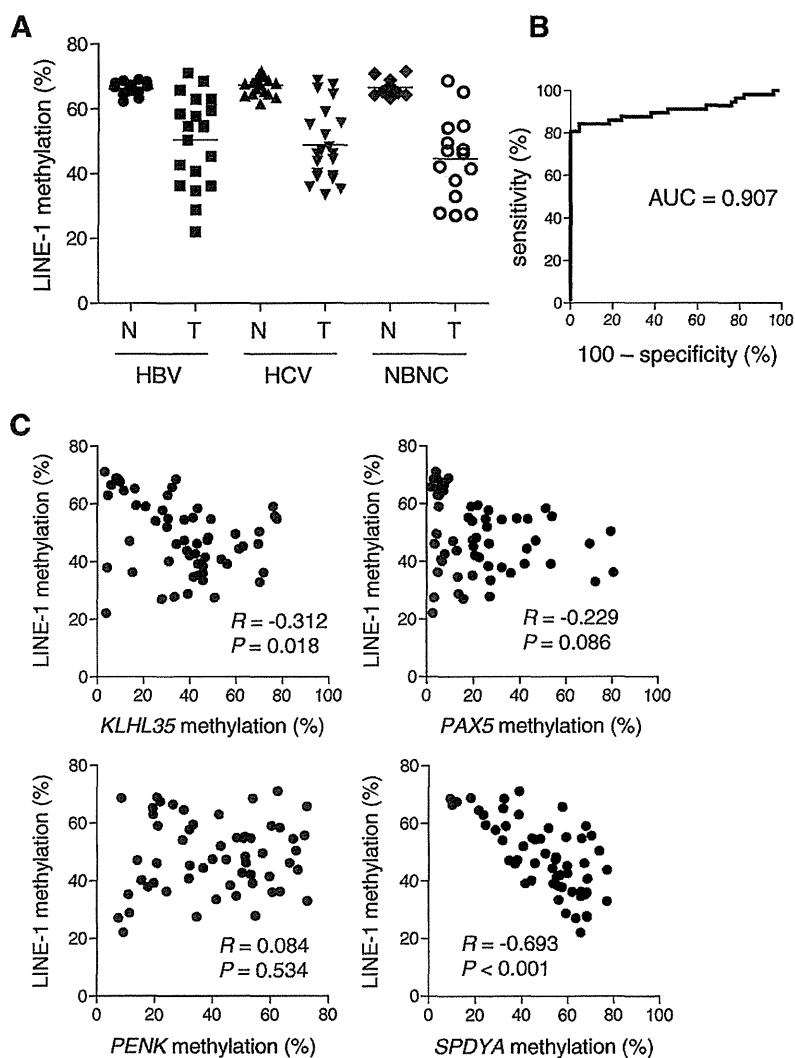 A
LINE-1 methylation (%)
80
60
40
20
0
N T N T N T
HBV HCV NBNC
B
sensitivity (%)
100
80
60
40
20
0
AUC = 0.907
0 20 40 60 80 100
100 – specificity (%)
C
LINE-1 methylation (%)
80
60
40
20
0
R = -0.312
P = 0.018
0 20 40 60 80 100
KLHL35 methylation (%)
LINE-1 methylation (%)
80
60
40
20
0
R = -0.229
P = 0.086
0 20 40 60 80 100
PAX5 methylation (%)
LINE-1 methylation (%)
80
60
40
20
0
R = 0.084
P = 0.534
0 20 40 60 80
PENK methylation (%)
LINE-1 methylation (%)
80
60
40
20
0
R = -0.693
P < 0.001
0 20 40 60 80 100
SPDYA methylation (%)